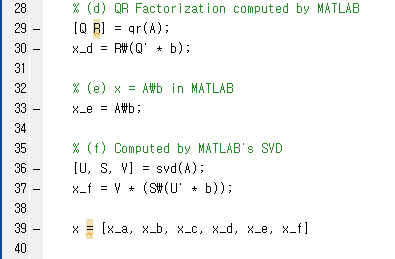 28 % (d) QR Factorization computed by MATLAB
29 – [Q R] = qr(A);
30 – x_d = R₩(Q' * b);
31
32 % (e) x = A₩b in MATLAB
33 – x_e = A₩b;
34
35 % (f) Computed by MATLAB's SVD
36 – [U, S, V] = svd(A);
37 – x_f = V * (S₩(U' * b));
38
39 – x = [x_a, x_b, x_c, x_d, x_e, x_f]
40